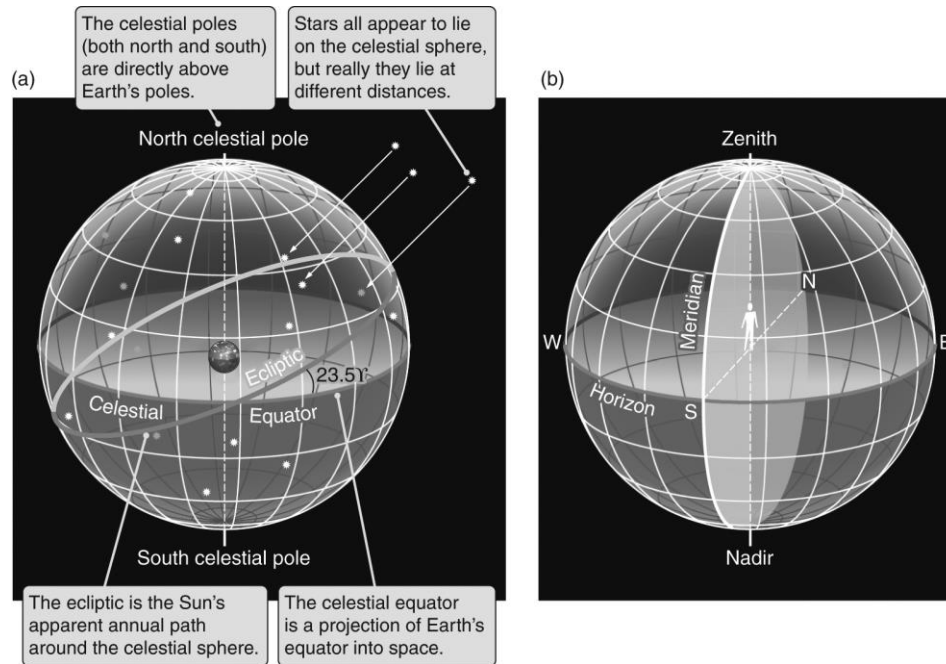 The celestial poles
(both north and south)
are directly above
Earth's poles.
Stars all appear to lie
on the celestial sphere,
but really they lie at
different distances.
(a)
North celestial pole
Ecliptic
23.5♈
Celestial
Equator
South celestial pole
The ecliptic is the Sun's
apparent annual path
around the celestial sphere.
The celestial equator
is a projection of Earth's
equator into space.
(b)
Zenith
Meridian
N
W
E
Horizon
S
Nadir